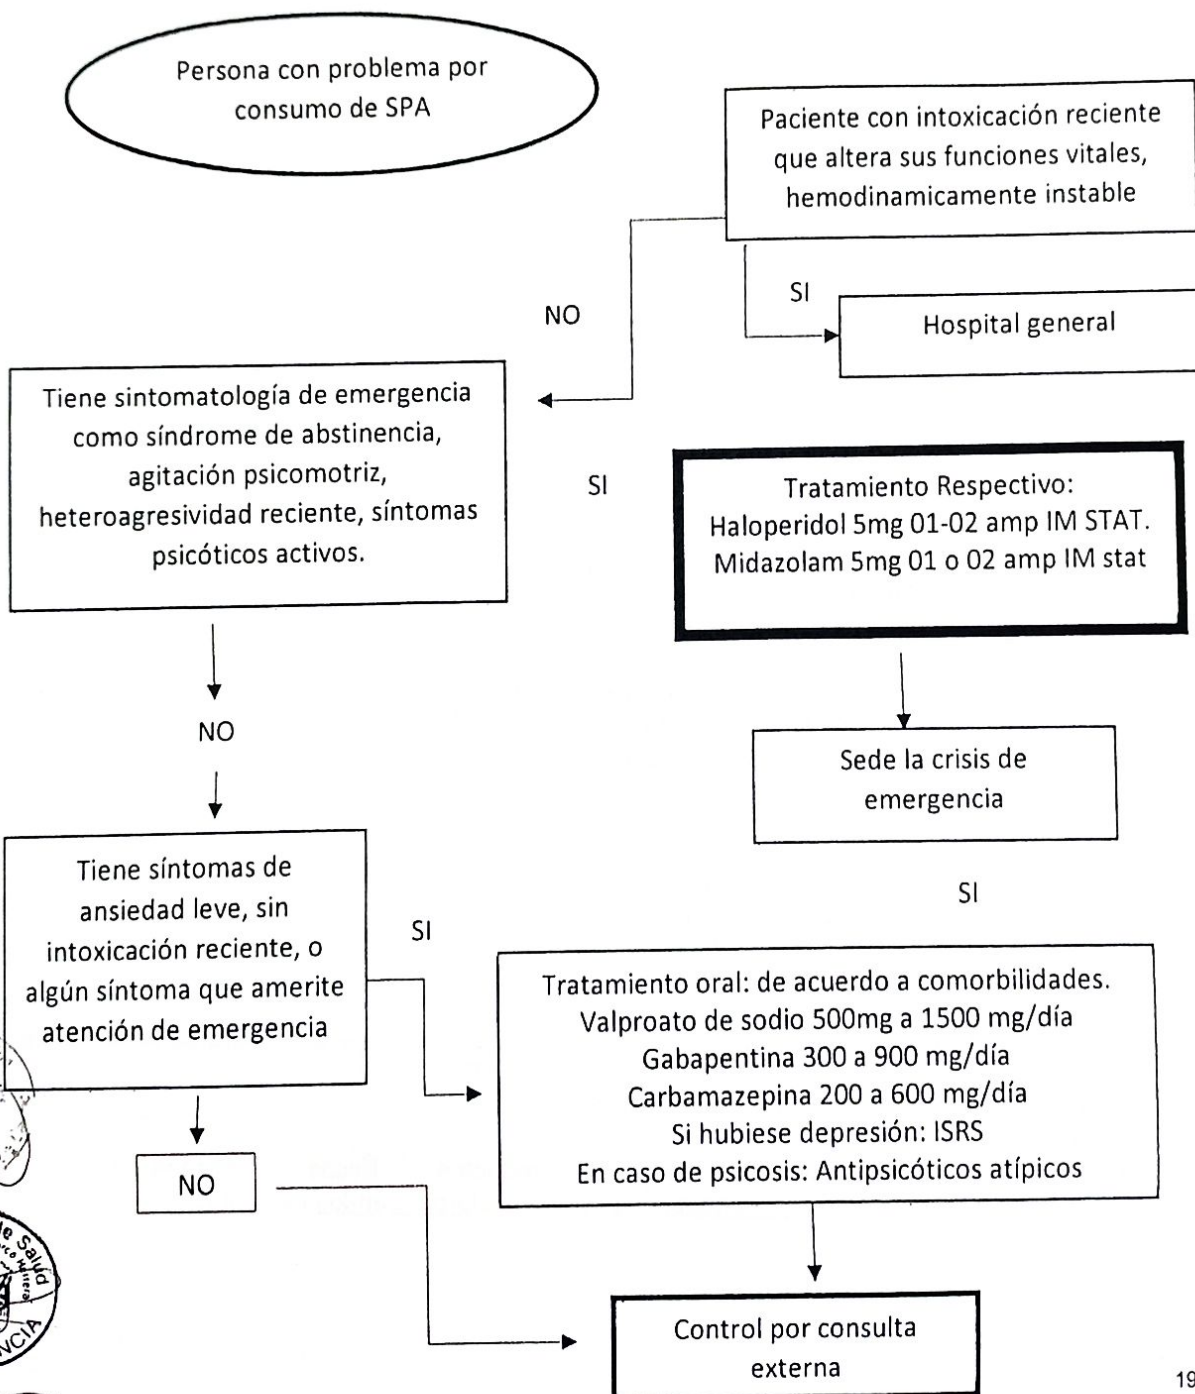 Persona con problema por
consumo de SPA
Paciente con intoxicación reciente
que altera sus funciones vitales,
hemodinamicamente instable
NO
SI
Hospital general
Tiene sintomatología de emergencia
como síndrome de abstinencia,
agitación psicomotriz,
heteroagresividad reciente, síntomas
psicóticos activos.
SI
Tratamiento Respectivo:
Haloperidol 5mg 01-02 amp IM STAT.
Midazolam 5mg 01 o 02 amp IM stat
NO
Sede la crisis de
emergencia
Tiene síntomas de
ansiedad leve, sin
intoxicación reciente, o
algún síntoma que amerite
atención de emergencia
SI
SI
Tratamiento oral: de acuerdo a comorbilidades.
Valproato de sodio 500mg a 1500 mg/día
Gabapentina 300 a 900 mg/día
Carbamazepina 200 a 600 mg/día
Si hubiese depresión: ISRS
En caso de psicosis: Antipsicóticos atípicos
NO
Control por consulta
externa
de Salud
19